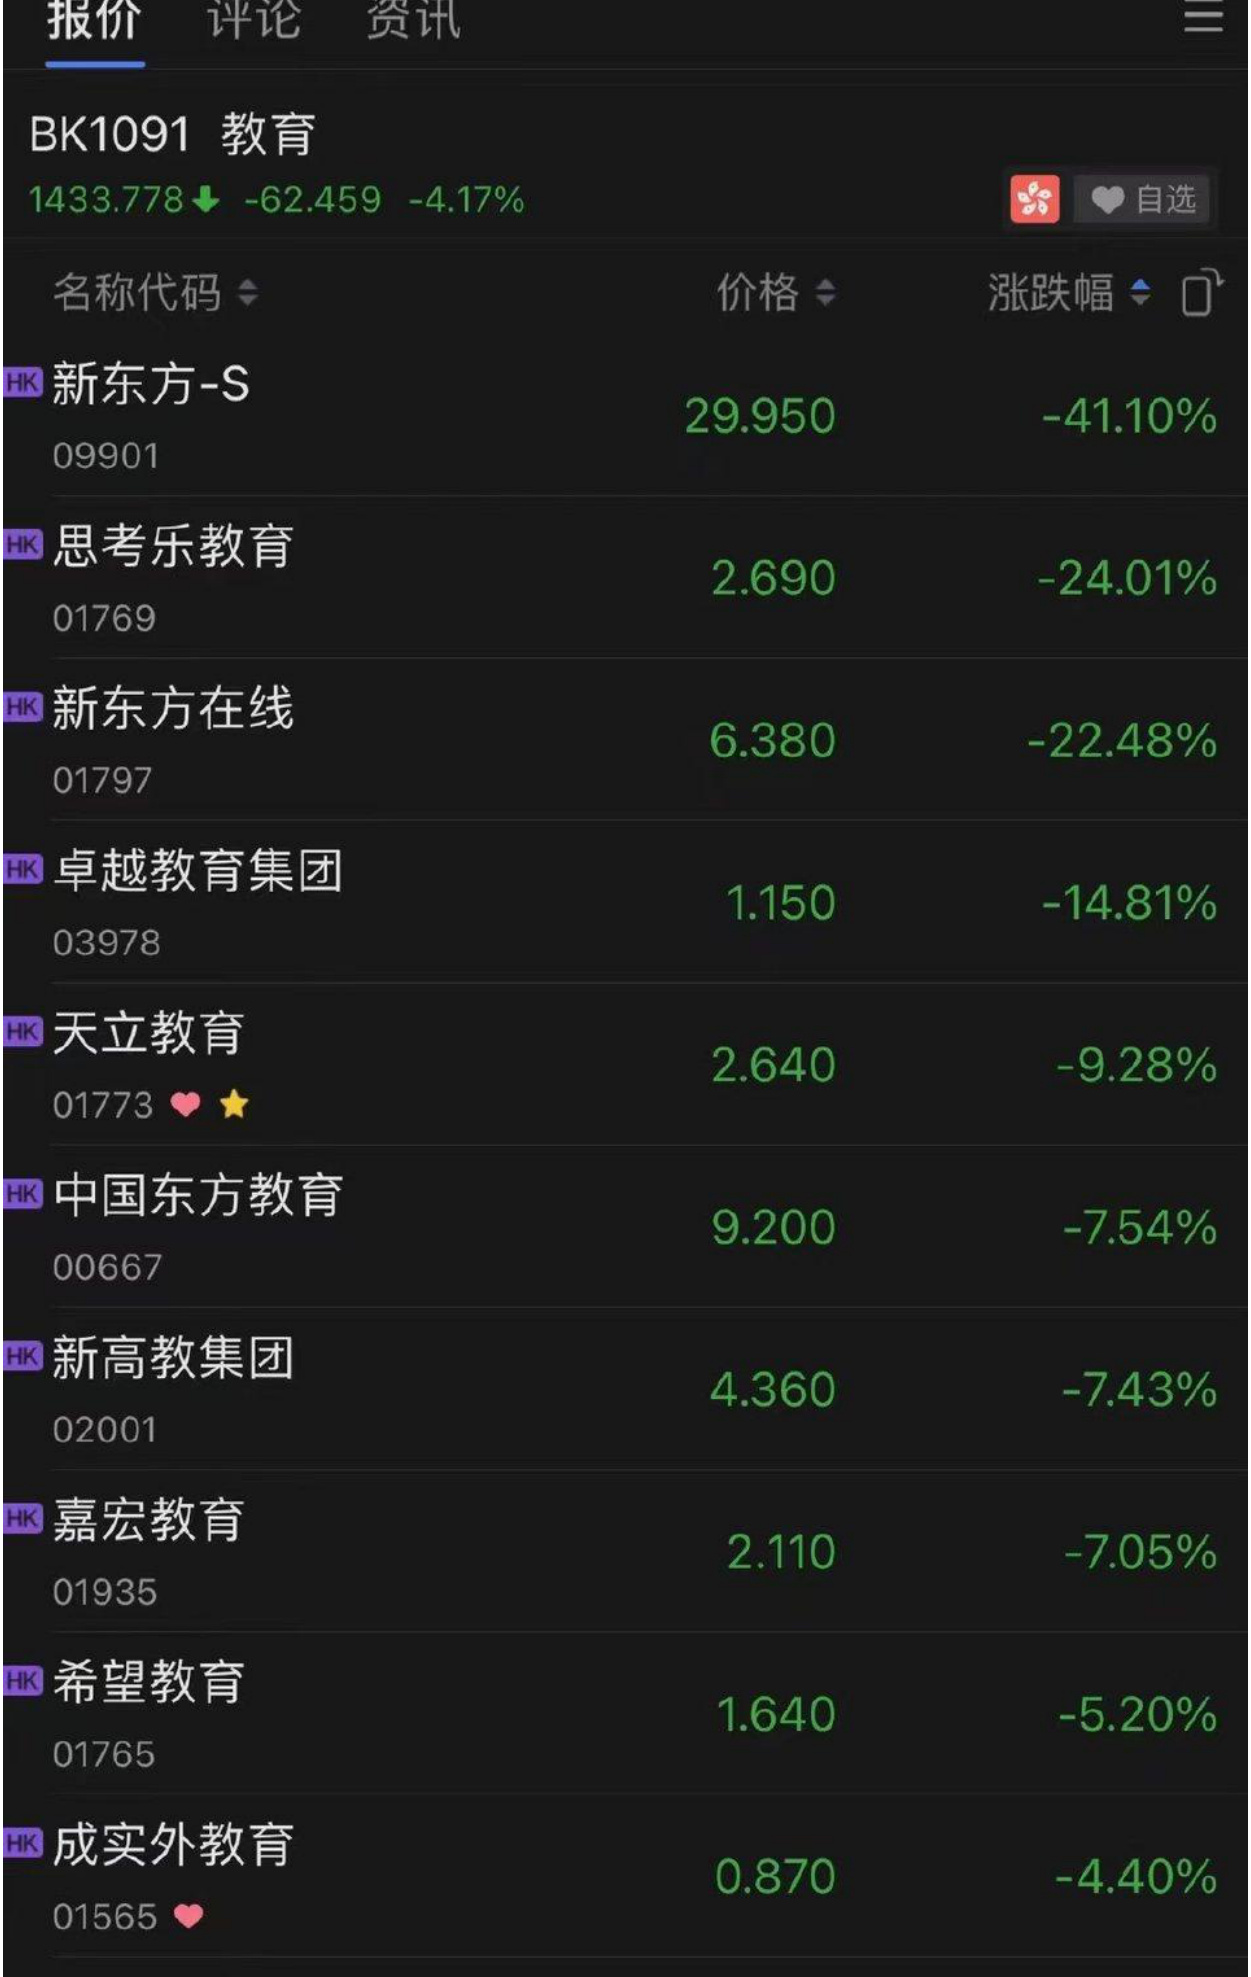 报价 评论 资讯
BK1091 教育
1433.778 -62.459 -4.17%
自选
名称代码 价格 涨跌幅
HK 新东方-S
29.950 -41.10%
09901
HK 思考乐教育
2.690 -24.01%
01769
HK 新东方在线
6.380 -22.48%
01797
HK 卓越教育集团
1.150 -14.81%
03978
HK 天立教育
2.640 -9.28%
01773
HK 中国东方教育
9.200 -7.54%
00667
HK 新高教集团
4.360 -7.43%
02001
HK 嘉宏教育
2.110 -7.05%
01935
HK 希望教育
1.640 -5.20%
01765
HK 成实外教育
0.870 -4.40%
01565